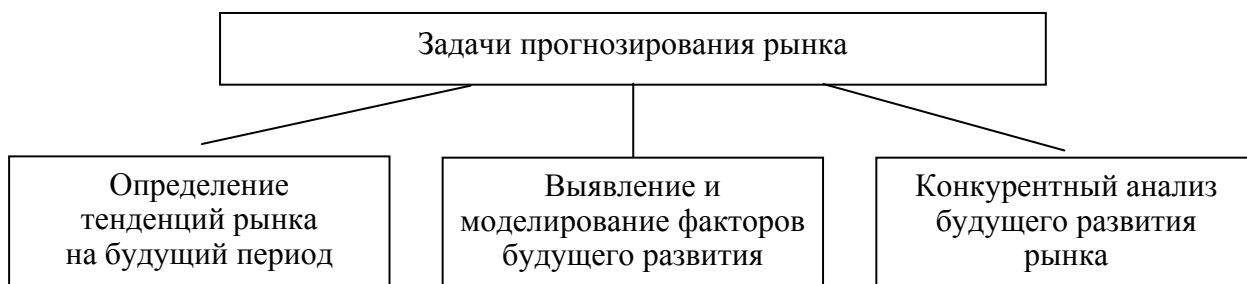 Задачи прогнозирования рынка
Определение
тенденций рынка
на будущий период
Выявление и
моделирование факторов
будущего развития
Конкурентный анализ
будущего развития
рынка